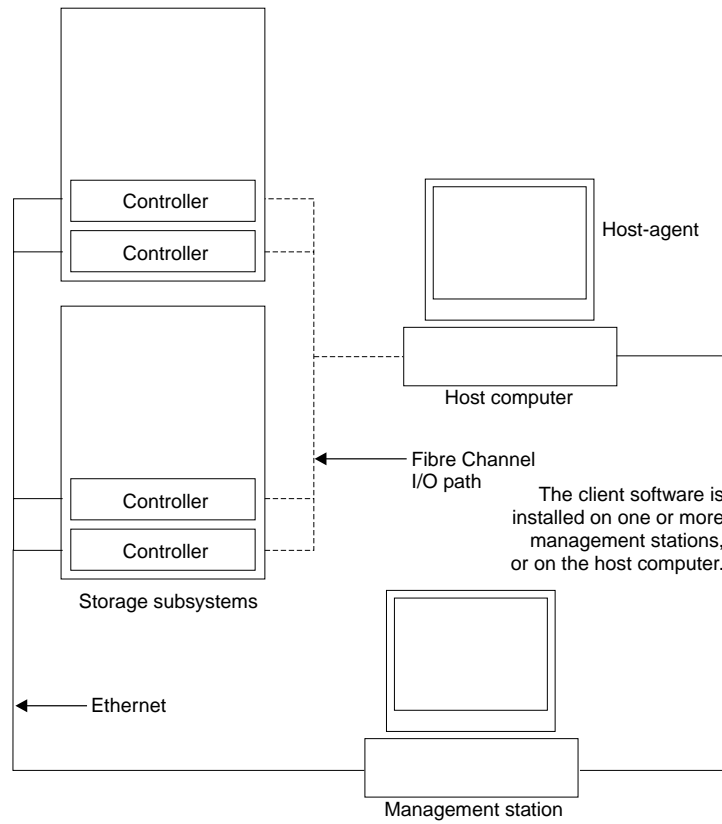 Controller
Controller
Host-agent
Host computer
Fibre Channel
I/O path
Controller
Controller
The client software is
installed on one or more
management stations,
or on the host computer.
Storage subsystems
Ethernet
Management station